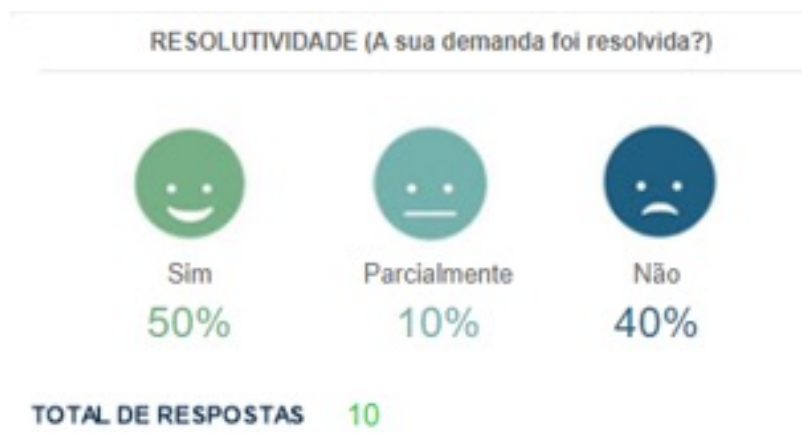 RESOLUTIVIDADE (A sua demanda foi resolvida?)
Sim Parcialmente Não
50% 10% 40%
TOTAL DE RESPOSTAS 10